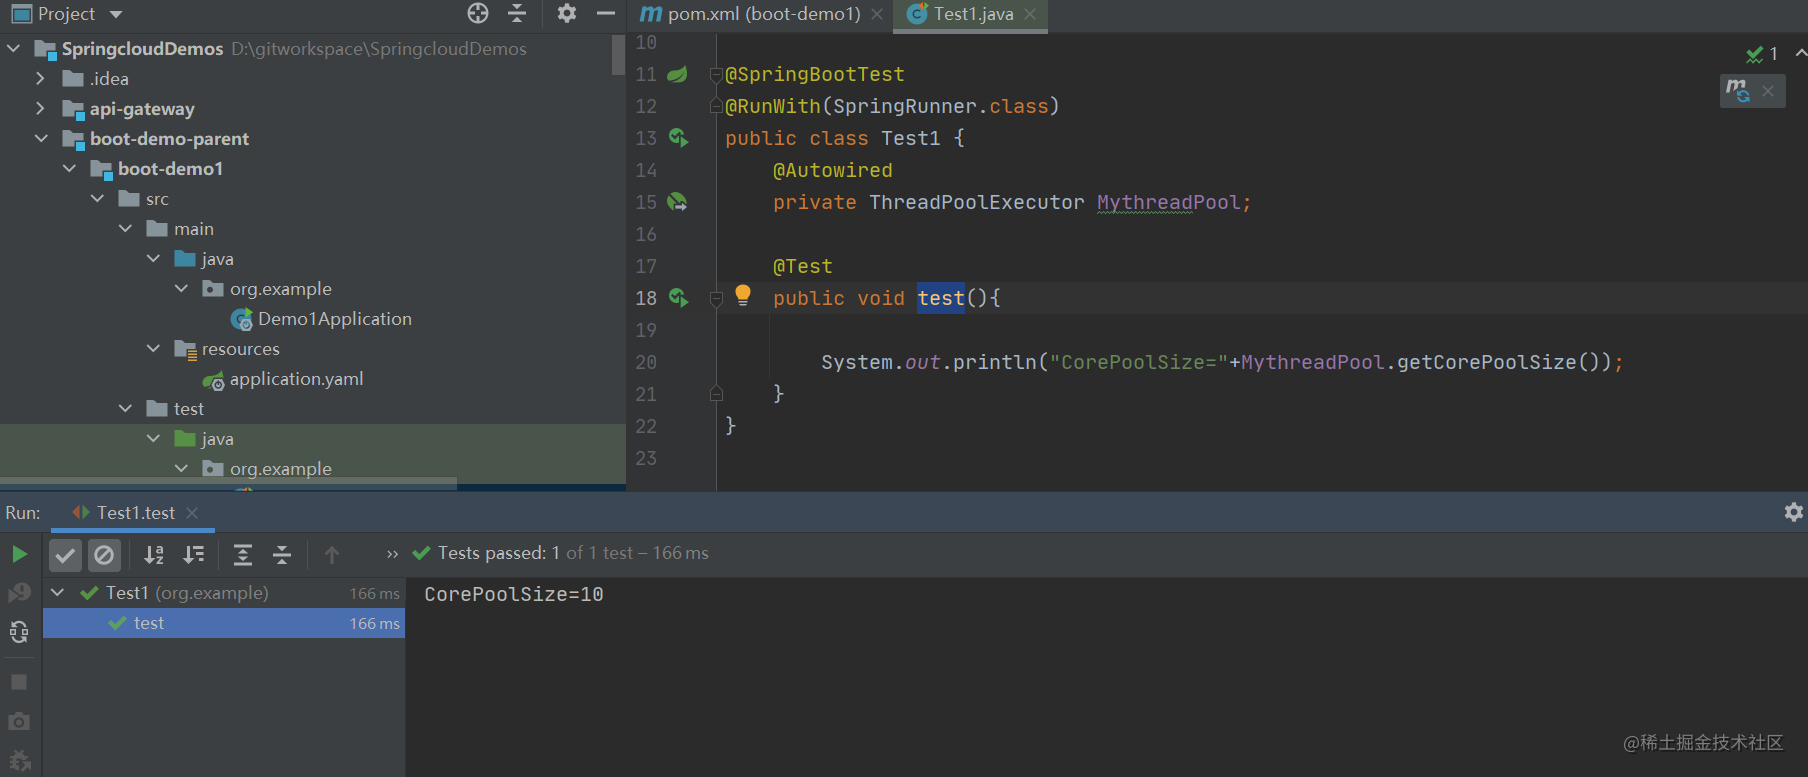 Project
SpringcloudDemos D:\gitworkspace\SpringcloudDemos
.idea
api-gateway
boot-demo-parent
boot-demo1
src
main
java
org.example
Demo1Application
resources
application.yaml
test
java
org.example
pom.xml (boot-demo1)
Test1.java
1
10
11 @SpringBootTest
12 @RunWith(SpringRunner.class)
13 public class Test1 {
14 @Autowired
15 private ThreadPoolExecutor MythreadPool;
16
17 @Test
18 public void test(){
19
20 System.out.println("CorePoolSize="+MythreadPool.getCorePoolSize());
21 }
22 }
23
Run: Test1.test
Tests passed: 1 of 1 test – 166 ms
Test1 (org.example) 166 ms
test 166 ms
CorePoolSize=10
@稀土掘金技术社区